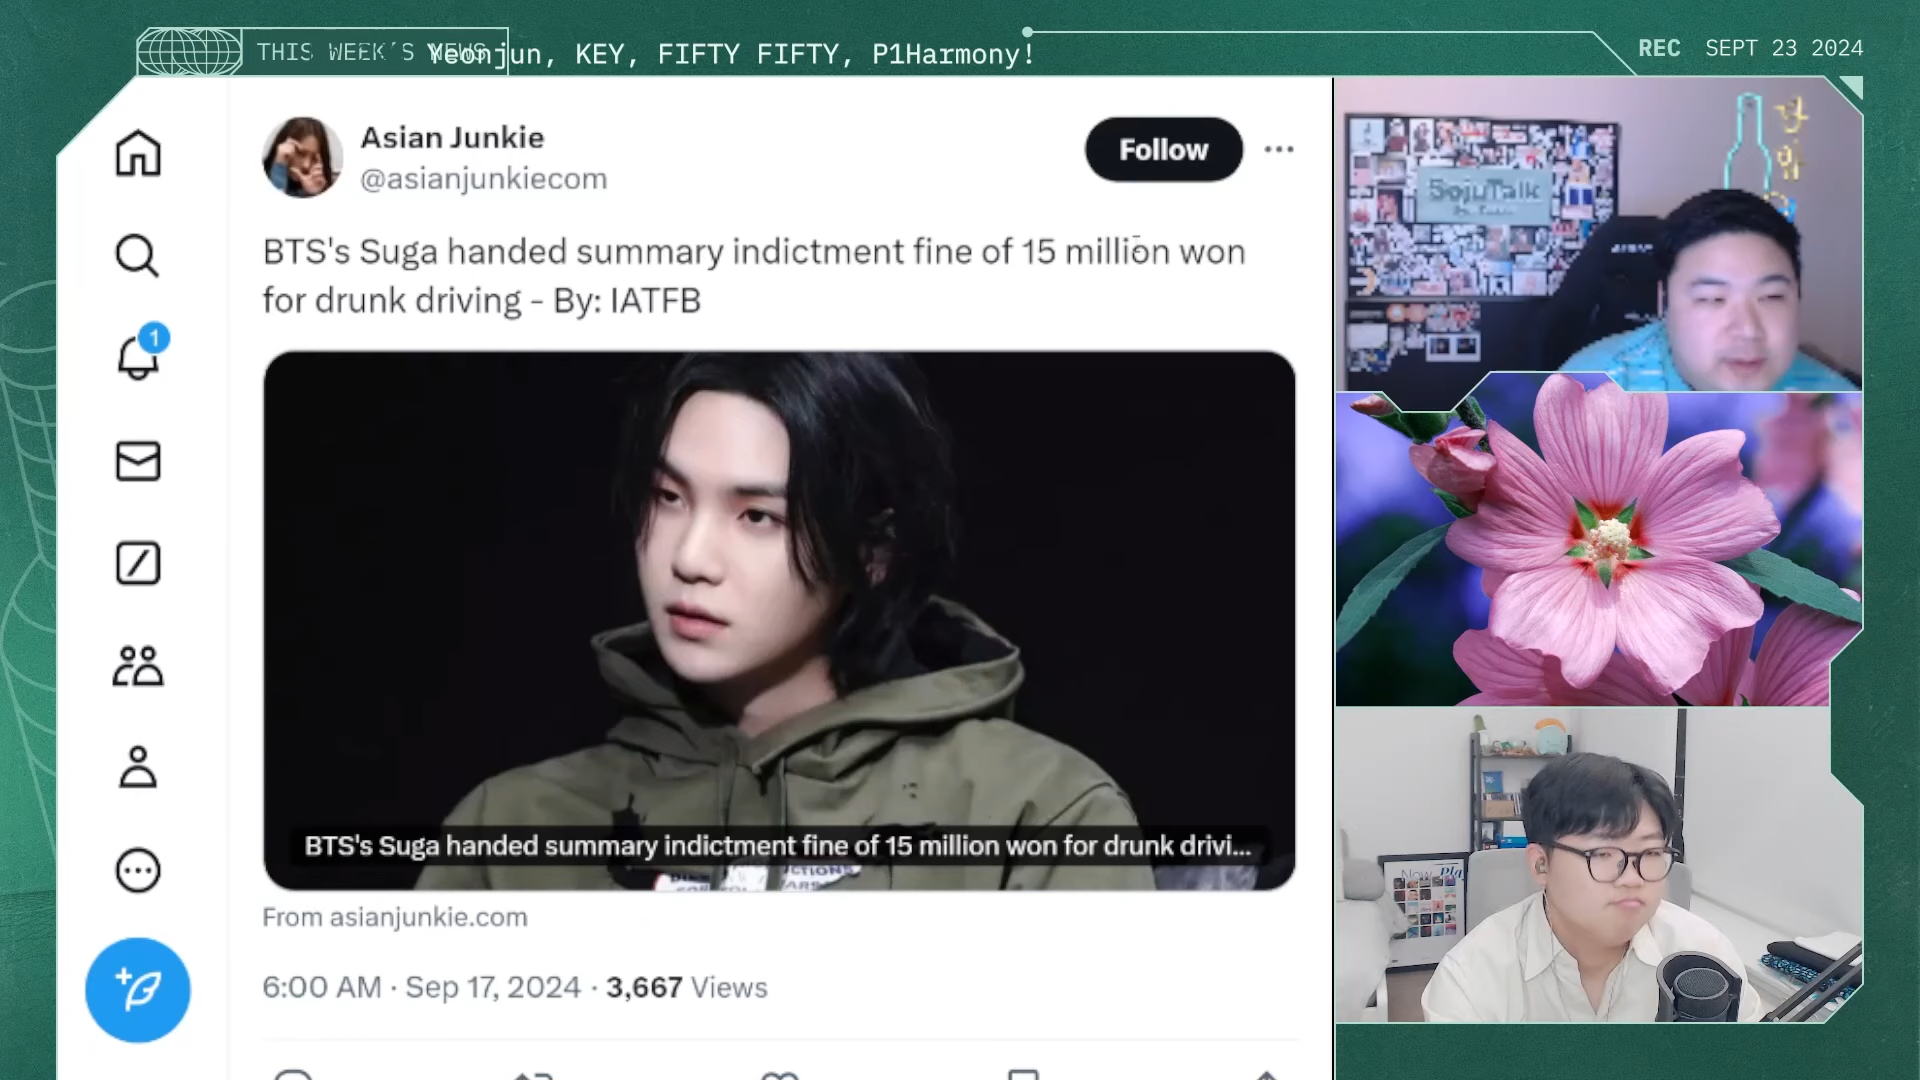 THIS WEEK'S NEWS
Yeonjun, KEY, FIFTY FIFTY, P1Harmony!
REC SEPT 23 2024
Asian Junkie
@asianjunkiecom
Follow
1
BTS's Suga handed summary indictment fine of 15 million won
for drunk driving - By: IATFB
BTS's Suga handed summary indictment fine of 15 million won for drunk drivi...
From asianjunkie.com
6:00 AM · Sep 17, 2024 · 3,667 Views
SojuTalk
Now